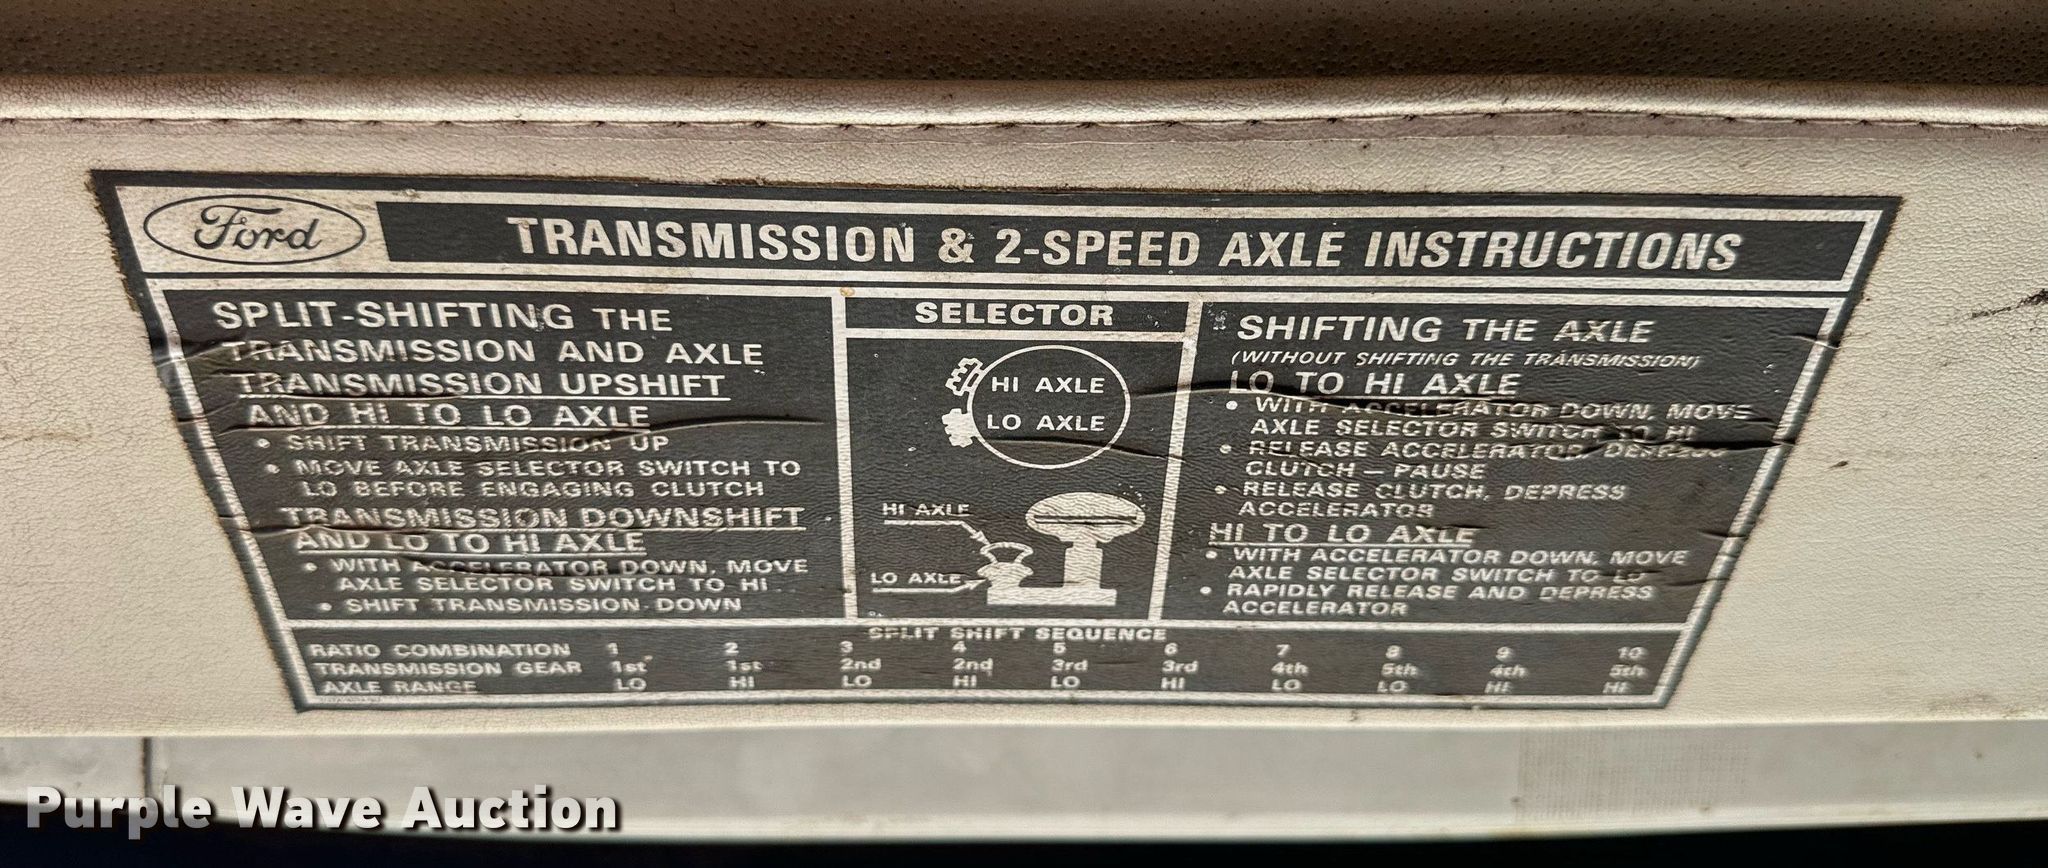 Ford
TRANSMISSION & 2-SPEED AXLE INSTRUCTIONS
SPLIT-SHIFTING THE
TRANSMISSION AND AXLE
TRANSMISSION UPSHIFT
AND HI TO LO AXLE
• SHIFT TRANSMISSION UP
• MOVE AXLE SELECTOR SWITCH TO
LO BEFORE ENGAGING CLUTCH
TRANSMISSION DOWNSHIFT
AND LO TO HI AXLE
• WITH ACCELERATOR DOWN, MOVE
AXLE SELECTOR SWITCH TO HI
• SHIFT TRANSMISSION DOWN
SELECTOR
HI AXLE
LO AXLE
HI AXLE
LO AXLE
SHIFTING THE AXLE
(WITHOUT SHIFTING THE TRANSMISSION)
LO TO HI AXLE
• WITH ACCELERATOR DOWN, MOVE
AXLE SELECTOR SWITCH TO HI
• RELEASE ACCELERATOR, DEPRESS
CLUTCH – PAUSE
• RELEASE CLUTCH, DEPRESS
ACCELERATOR
HI TO LO AXLE
• WITH ACCELERATOR DOWN, MOVE
AXLE SELECTOR SWITCH TO LO
• RAPIDLY RELEASE AND DEPRESS
ACCELERATOR
SPLIT SHIFT SEQUENCE
RATIO COMBINATION 1 2 3 4 5 6 7 8 9 10
TRANSMISSION GEAR 1st 1st 2nd 2nd 3rd 3rd 4th 5th 4th 5th
AXLE RANGE LO HI LO HI LO HI LO LO HI HI
Purple Wave Auction